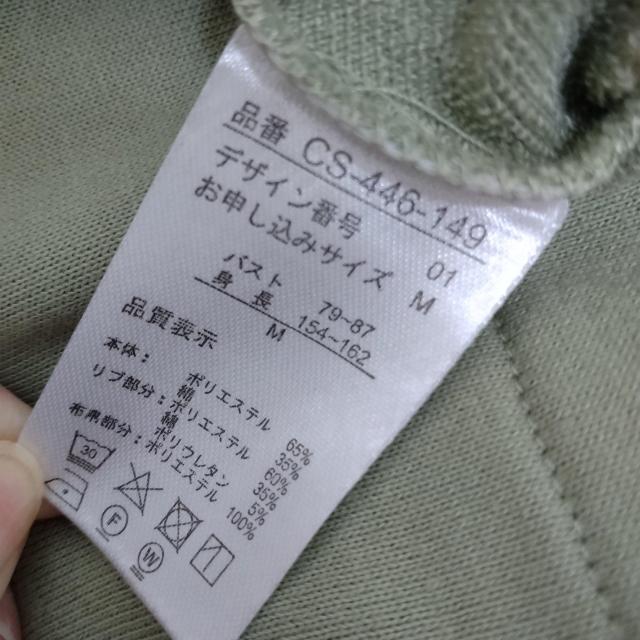 品番 CS-446-149
デザイン番号 01
お申し込みサイズ M
バスト 79-87
身長 154-162
M
品質表示
本体: ポリエステル 65%
綿 35%
リブ部分: ポリエステル 60%
綿 35%
ポリウレタン 5%
布帛部分: ポリエステル 100%
30
F
W